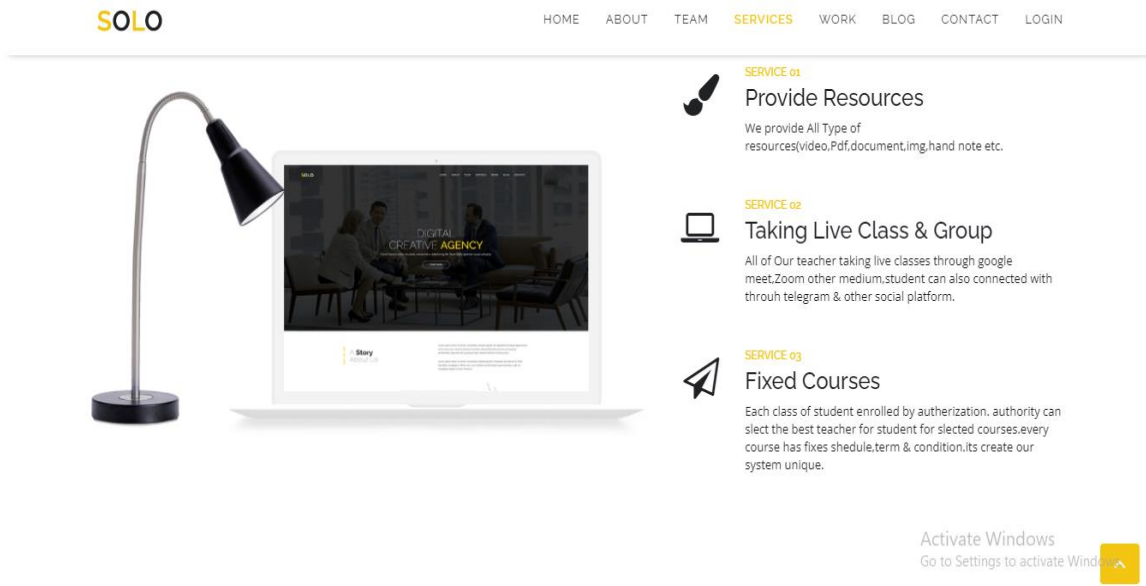 SOLO
HOME ABOUT TEAM SERVICES WORK BLOG CONTACT LOGIN
SERVICE 01
Provide Resources
We provide All Type of
resources(video,Pdf,document,img,hand note etc.
SERVICE 02
Taking Live Class & Group
All of Our teacher taking live classes through google
meet,Zoom other medium,student can also connected with
throuh telegram & other social platform.
SERVICE 03
Fixed Courses
Each class of student enrolled by autherization. authority can
slect the best teacher for student for slected courses.every
course has fixes shedule,term & condition.its create our
system unique.
SOLO
DIGITAL
CREATIVE AGENCY
A Story
About Us
Activate Windows
Go to Settings to activate Windows.